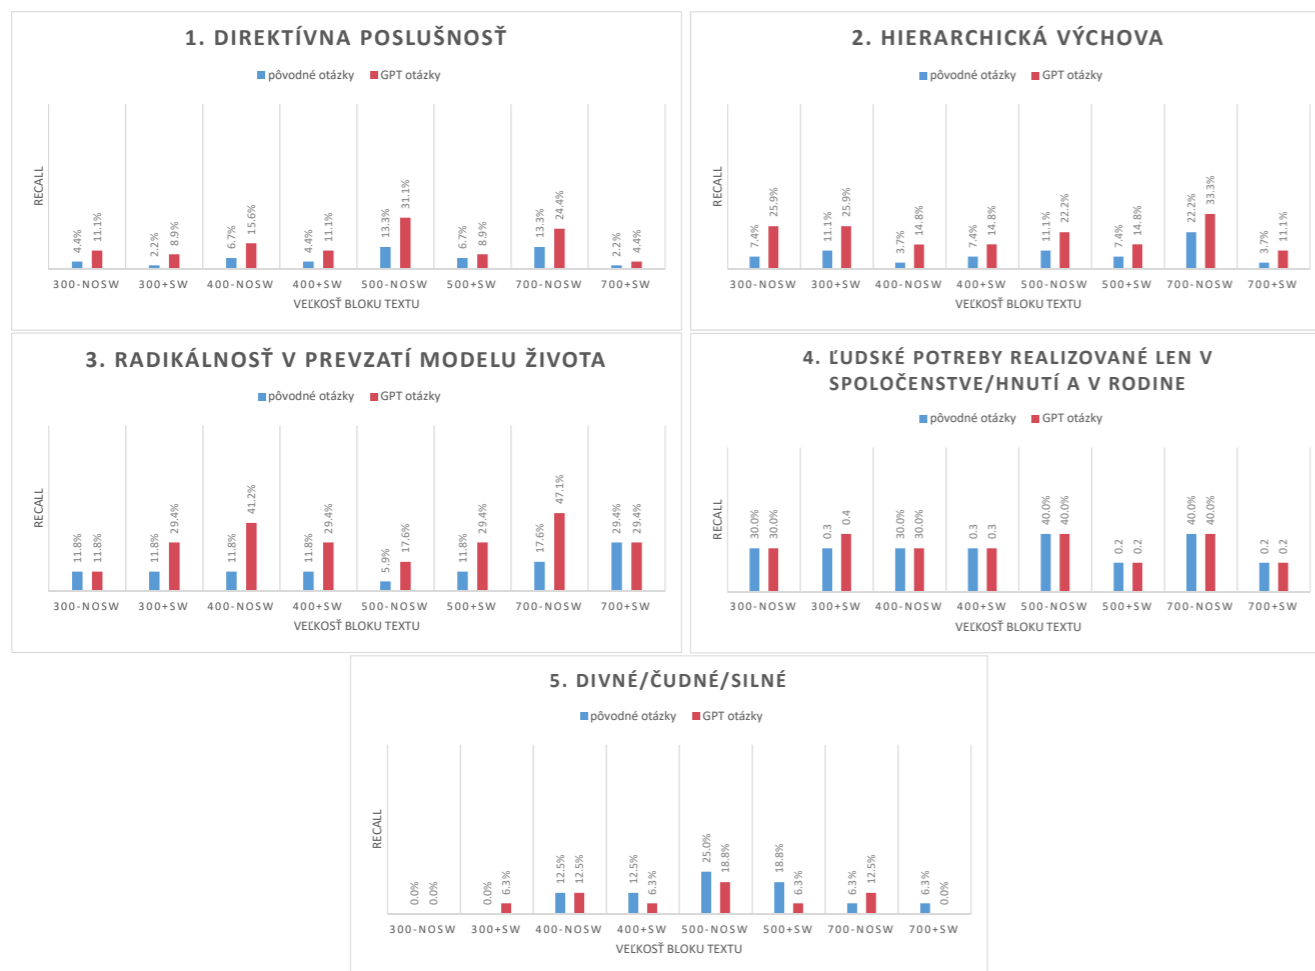 1. DIREKTÍVNA POSLUŠNOSŤ
pôvodné otázky GPT otázky
RECALL
4.4% 11.1% 2.2% 8.9% 6.7% 15.6% 4.4% 11.1% 13.3% 31.1% 6.7% 8.9% 13.3% 24.4% 2.2% 4.4%
300-NOSW 300+SW 400-NOSW 400+SW 500-NOSW 500+SW 700-NOSW 700+SW
VEĽKOSŤ BLOKU TEXTU
2. HIERARCHICKÁ VÝCHOVA
pôvodné otázky GPT otázky
RECALL
7.4% 25.9% 11.1% 25.9% 3.7% 14.8% 7.4% 14.8% 11.1% 22.2% 7.4% 14.8% 22.2% 33.3% 3.7% 11.1%
300-NOSW 300+SW 400-NOSW 400+SW 500-NOSW 500+SW 700-NOSW 700+SW
VEĽKOSŤ BLOKU TEXTU
3. RADIKÁLNOSŤ V PREVZATÍ MODELU ŽIVOTA
pôvodné otázky GPT otázky
RECALL
11.8% 11.8% 11.8% 29.4% 11.8% 41.2% 11.8% 29.4% 5.9% 17.6% 11.8% 29.4% 17.6% 47.1% 29.4% 29.4%
300-NOSW 300+SW 400-NOSW 400+SW 500-NOSW 500+SW 700-NOSW 700+SW
VEĽKOSŤ BLOKU TEXTU
4. ĽUDSKÉ POTREBY REALIZOVANÉ LEN V
SPOLOČENSTVE/HNUTÍ A V RODINE
pôvodné otázky GPT otázky
RECALL
30.0% 30.0% 0.3 0.4 30.0% 30.0% 0.3 0.3 40.0% 40.0% 0.2 0.2 40.0% 40.0% 0.2 0.2
300-NOSW 300+SW 400-NOSW 400+SW 500-NOSW 500+SW 700-NOSW 700+SW
VEĽKOSŤ BLOKU TEXTU
5. DIVNÉ/ČUDNÉ/SILNÉ
pôvodné otázky GPT otázky
RECALL
0.0% 0.0% 0.0% 6.3% 12.5% 12.5% 12.5% 6.3% 25.0% 18.8% 18.8% 6.3% 6.3% 12.5% 6.3% 0.0%
300-NOSW 300+SW 400-NOSW 400+SW 500-NOSW 500+SW 700-NOSW 700+SW
VEĽKOSŤ BLOKU TEXTU